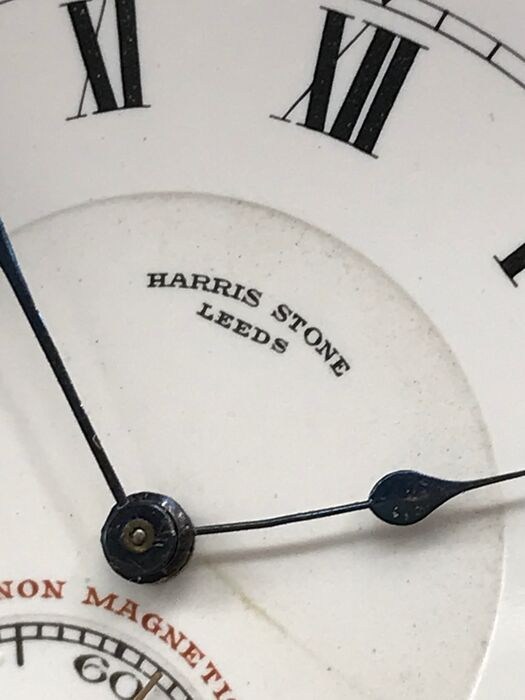 XI
XII
HARRIS STONE
LEEDS
NON MAGNETI
60